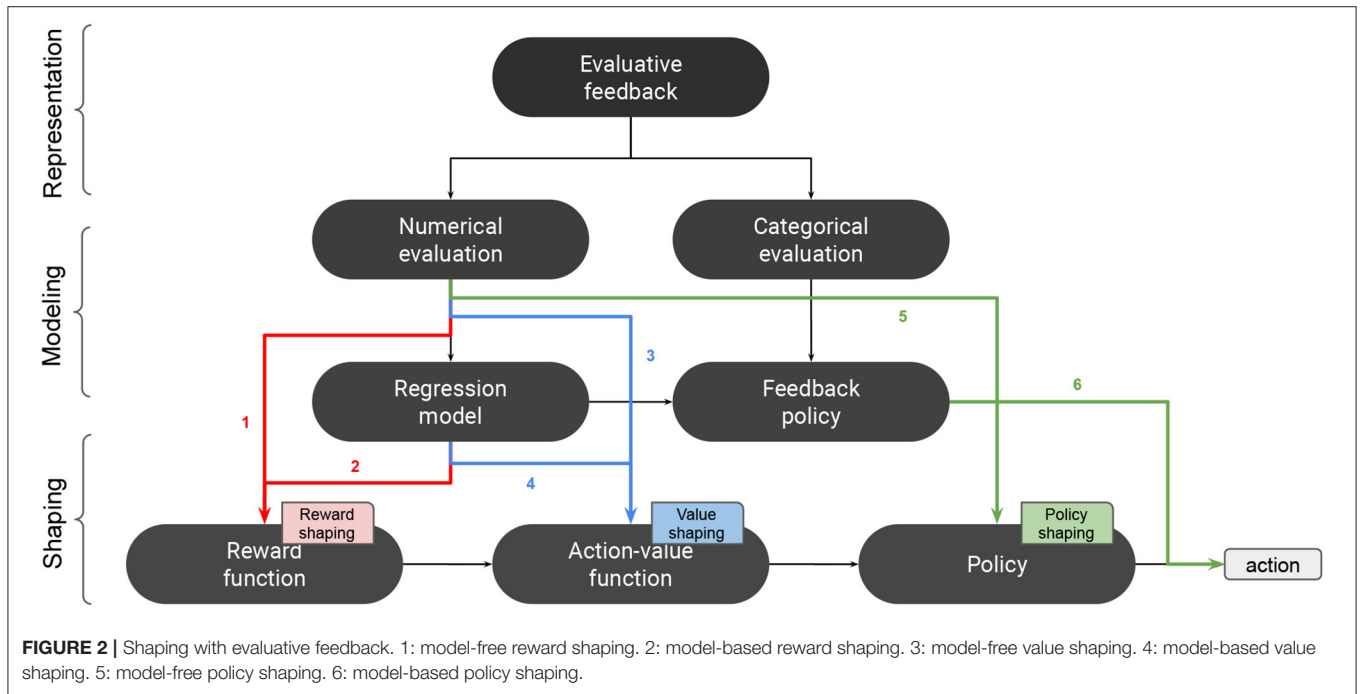 Representation
Evaluative
feedback
Numerical
evaluation
Categorical
evaluation
Modeling
5
3
Regression
model
Feedback
policy
6
1
2
4
Shaping
Reward
shaping
Value
shaping
Policy
shaping
Reward
function
Action-value
function
Policy
action
FIGURE 2 | Shaping with evaluative feedback. 1: model-free reward shaping. 2: model-based reward shaping. 3: model-free value shaping. 4: model-based value
shaping. 5: model-free policy shaping. 6: model-based policy shaping.